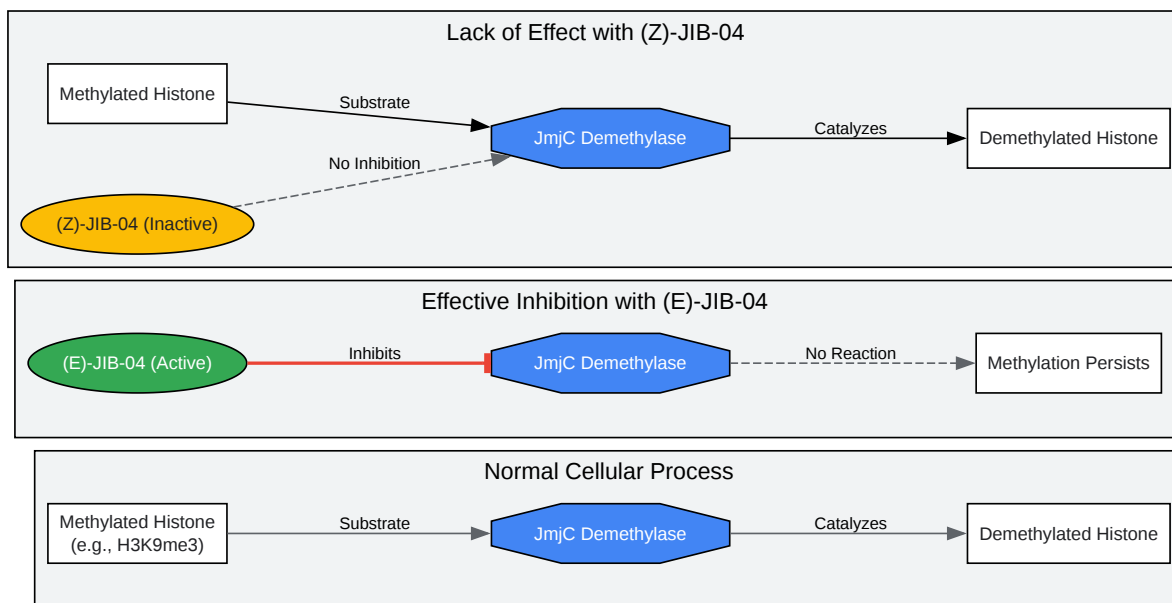 Lack of Effect with (Z)-JIB-04
Methylated Histone
Substrate
JmjC Demethylase
Catalyzes
Demethylated Histone
No Inhibition
(Z)-JIB-04 (Inactive)
Effective Inhibition with (E)-JIB-04
(E)-JIB-04 (Active)
Inhibits
JmjC Demethylase
No Reaction
Methylation Persists
Normal Cellular Process
Methylated Histone
(e.g., H3K9me3)
Substrate
JmjC Demethylase
Catalyzes
Demethylated Histone